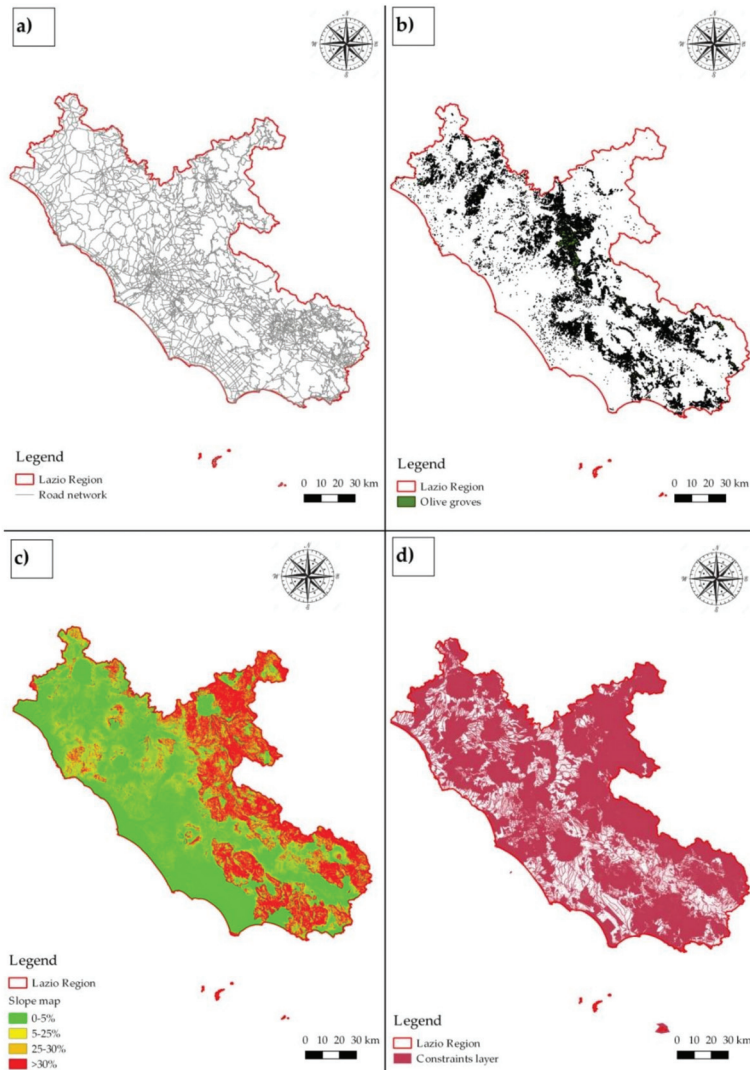 a)
N
W
E
S
Legend
Lazio Region
Road network
0 10 20 30 km
b)
N
W
E
S
Legend
Lazio Region
Olive groves
0 10 20 30 km
c)
N
W
E
S
Legend
Lazio Region
Slope map
0-5%
5-25%
25-30%
>30%
0 10 20 30 km
d)
N
W
E
S
Legend
Lazio Region
Constraints layer
0 10 20 30 km